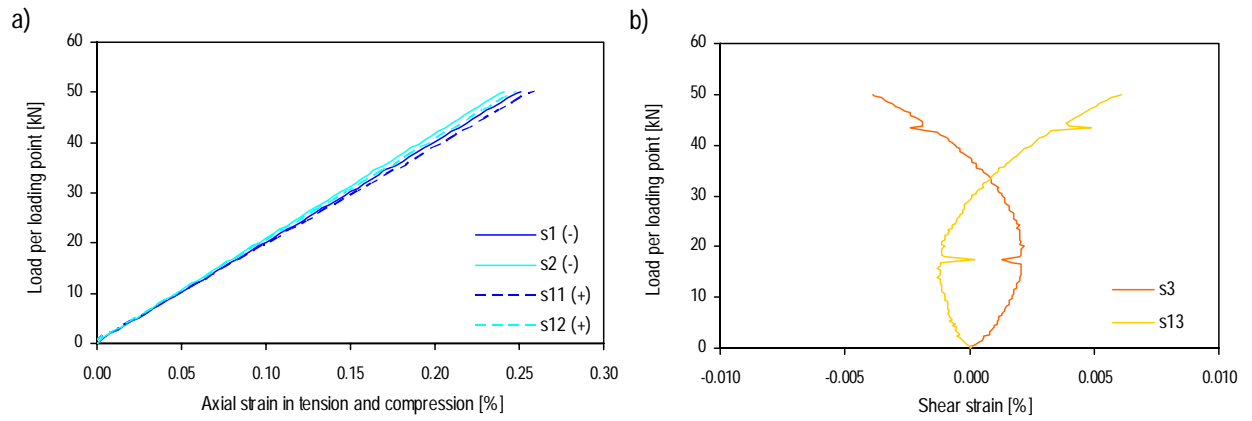 a)
Load per loading point [kN]
60
50
40
30
20
10
0
0.00 0.05 0.10 0.15 0.20 0.25 0.30
Axial strain in tension and compression [%]
s1 (-)
s2 (-)
s11 (+)
s12 (+)
b)
Load per loading point [kN]
60
50
40
30
20
10
0
-0.010 -0.005 0.000 0.005 0.010
Shear strain [%]
s3
s13